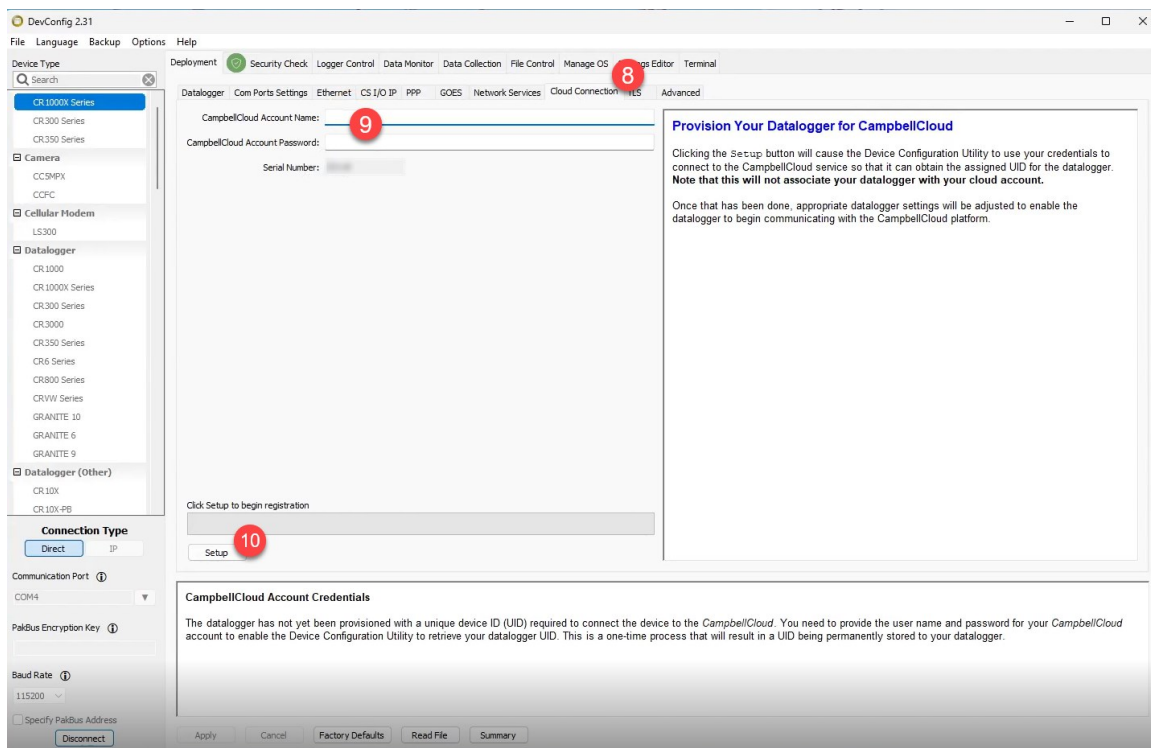 DevConfig 2.31
File Language Backup Options Help
Device Type
Search
CR1000X Series
CR300 Series
CR350 Series
Camera
CC5MPX
CCFC
Cellular Modem
LS300
Datalogger
CR1000
CR1000X Series
CR300 Series
CR3000
CR350 Series
CR6 Series
CR800 Series
CRVW Series
GRANITE 10
GRANITE 6
GRANITE 9
Datalogger (Other)
CR10X
CR10X-PB
Connection Type
Direct IP
Communication Port
COM4
PakBus Encryption Key
Baud Rate
115200
Specify PakBus Address
Disconnect
Deployment Security Check Logger Control Data Monitor Data Collection File Control Manage OS Editor Terminal
8
Datalogger Com Ports Settings Ethernet CS I/O IP PPP GOES Network Services Cloud Connection TLS Advanced
CampbellCloud Account Name:
9
CampbellCloud Account Password:
Serial Number:
Click Setup to begin registration
10
Setup
Provision Your Datalogger for CampbellCloud
Clicking the Setup button will cause the Device Configuration Utility to use your credentials to
connect to the CampbellCloud service so that it can obtain the assigned UID for the datalogger.
Note that this will not associate your datalogger with your cloud account.
Once that has been done, appropriate datalogger settings will be adjusted to enable the
datalogger to begin communicating with the CampbellCloud platform.
CampbellCloud Account Credentials
The datalogger has not yet been provisioned with a unique device ID (UID) required to connect the device to the CampbellCloud. You need to provide the user name and password for your CampbellCloud
account to enable the Device Configuration Utility to retrieve your datalogger UID. This is a one-time process that will result in a UID being permanently stored to your datalogger.
Apply Cancel Factory Defaults Read File Summary